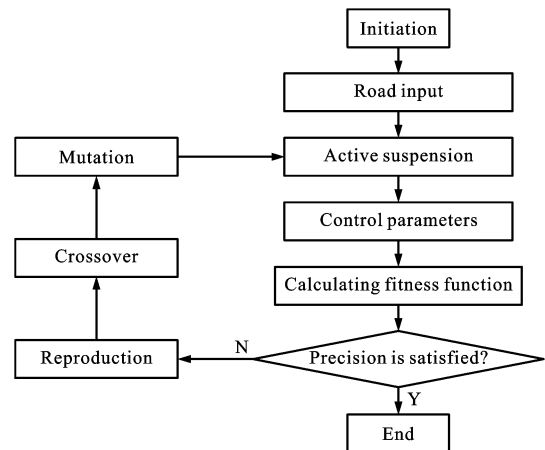 Initiation
Road input
Mutation
Active suspension
Control parameters
Crossover
Calculating fitness function
N
Reproduction
Precision is satisfied?
Y
End